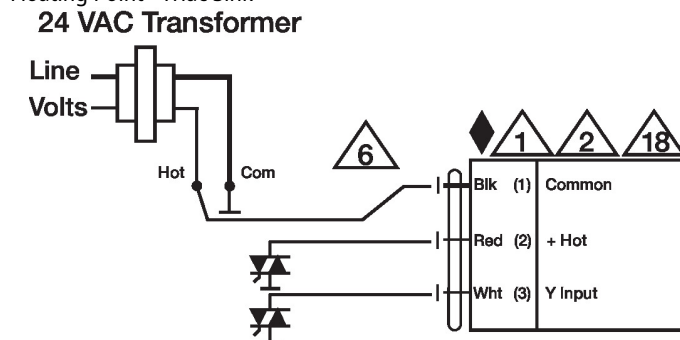 24 VAC Transformer
Line
Volts
Hot
Com
6
1
2
18
Blk (1) Common
Red (2) + Hot
Wht (3) Y Input